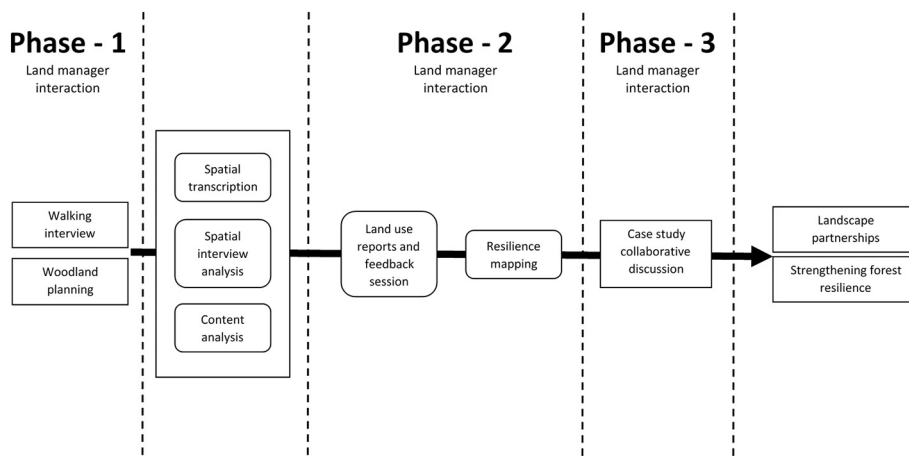 Phase - 1
Land manager
interaction
Phase - 2
Land manager
interaction
Phase - 3
Land manager
interaction
Walking
interview
Woodland
planning
Spatial
transcription
Spatial
interview
analysis
Content
analysis
Land use
reports and
feedback
session
Resilience
mapping
Case study
collaborative
discussion
Landscape
partnerships
Strengthening forest
resilience